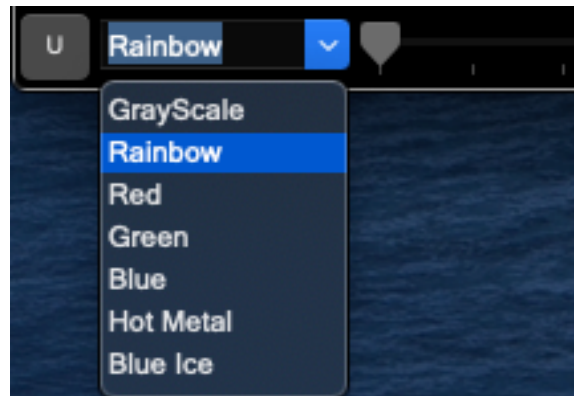 U Rainbow
GrayScale
Rainbow
Red
Green
Blue
Hot Metal
Blue Ice